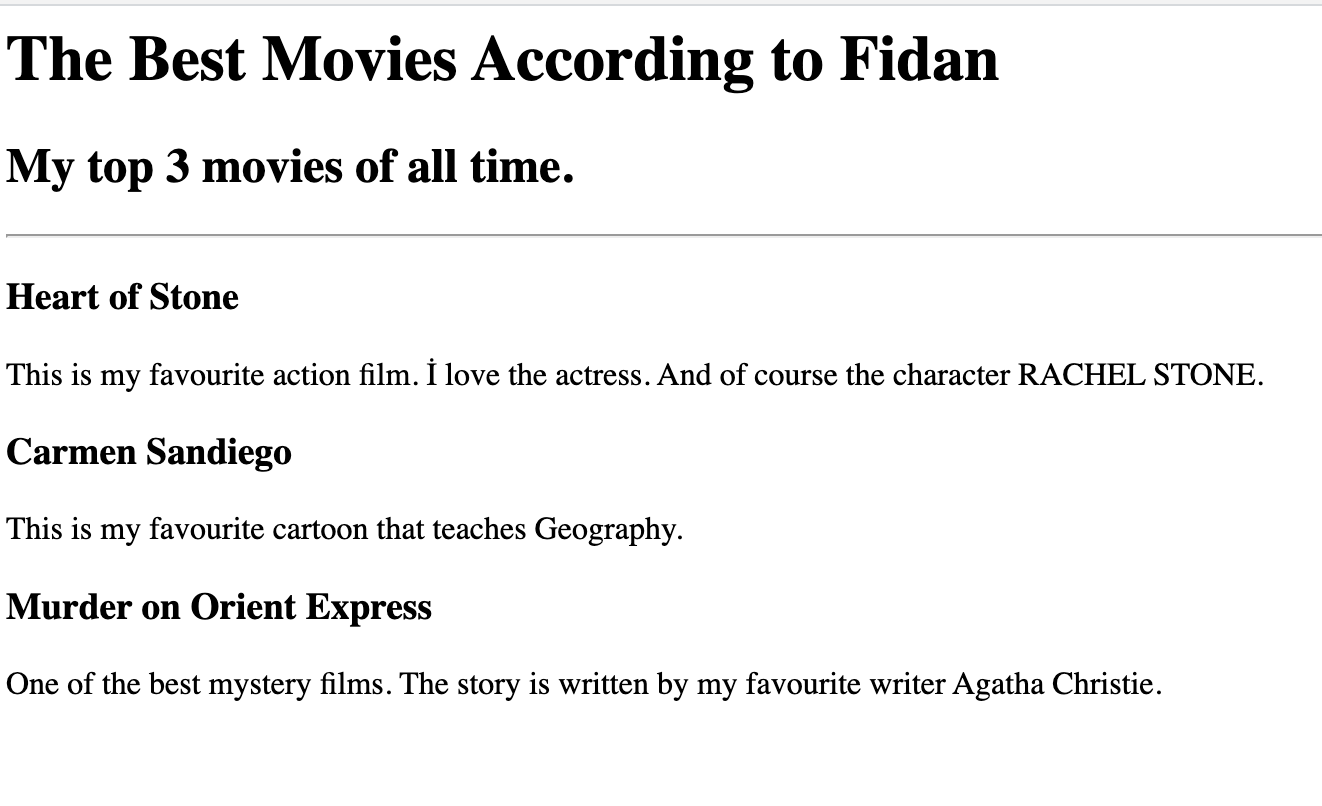 The Best Movies According to Fidan
My top 3 movies of all time.
Heart of Stone
This is my favourite action film. İ love the actress. And of course the character RACHEL STONE.
Carmen Sandiego
This is my favourite cartoon that teaches Geography.
Murder on Orient Express
One of the best mystery films. The story is written by my favourite writer Agatha Christie.